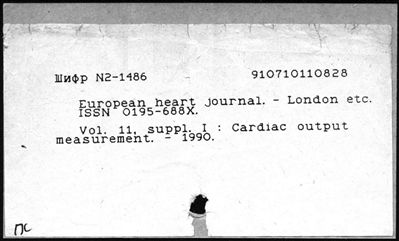 Шифр N2-1486 910710110828
European heart journal. - London etc.
ISSN 0195-688X.
Vol. 11, suppl. I : Cardiac output
measurement. - 1990.
ПС